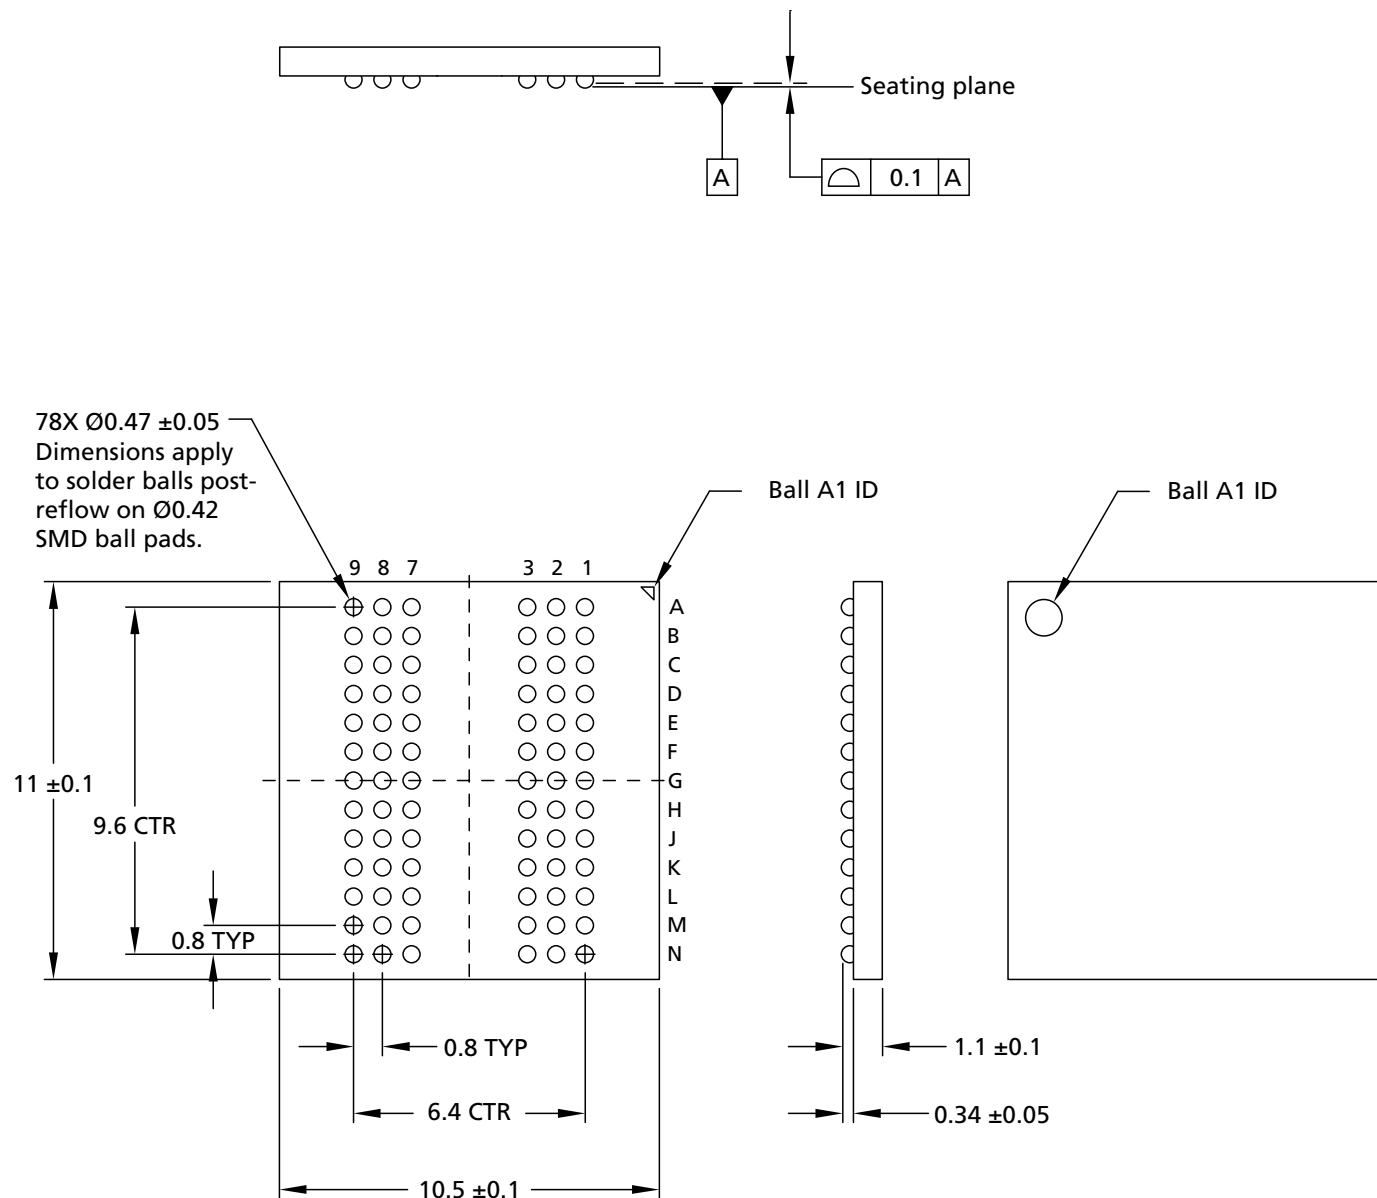 Seating plane
A
0.1 A
78X Ø0.47 ±0.05
Dimensions apply
to solder balls post-
reflow on Ø0.42
SMD ball pads.
Ball A1 ID
Ball A1 ID
9 8 7 3 2 1
A
B
C
D
E
F
G
H
J
K
L
M
N
11 ±0.1
9.6 CTR
0.8 TYP
0.8 TYP
1.1 ±0.1
6.4 CTR
0.34 ±0.05
10.5 ±0.1